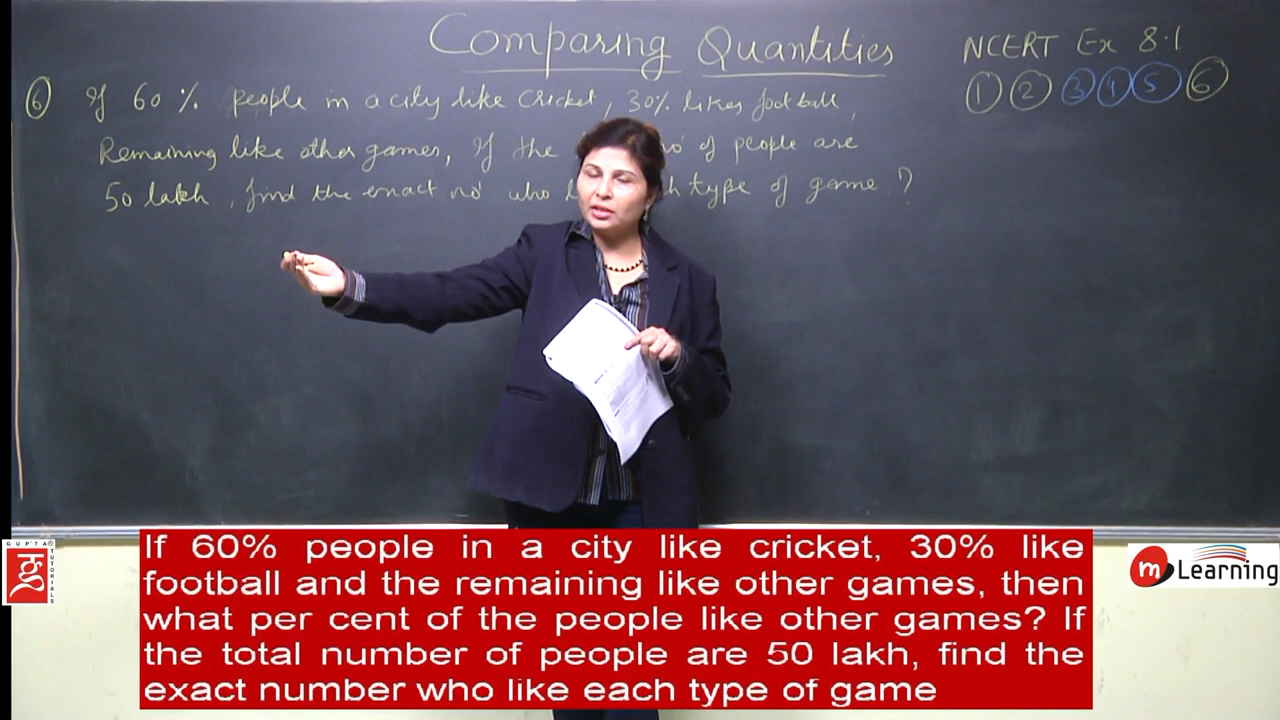 Comparing Quantities
NCERT Ex 8.1
① ② ③ ④ ⑤ ⑥
⑥ If 60 % people in a city like Cricket, 30% likes football,
Remaining like other games, If the no of people are
50 lakh, find the exact no who type of game ?
If 60% people in a city like cricket, 30% like
football and the remaining like other games, then
what per cent of the people like other games? If
the total number of people are 50 lakh, find the
exact number who like each type of game
GUPTA
TUTORIALS
m Learning